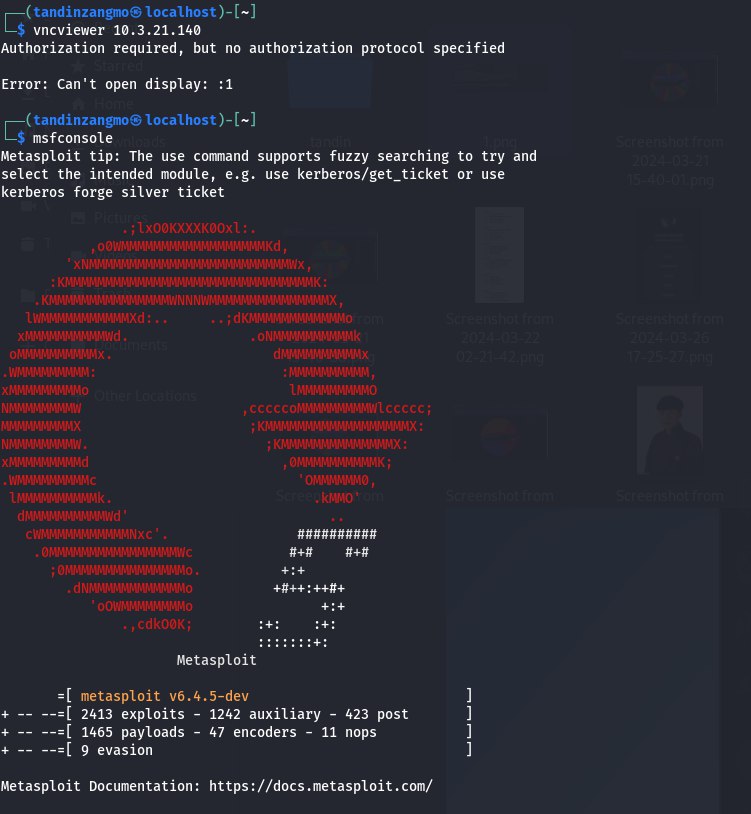 ┌──(tandinzangmo㉿localhost)-[~]
└─$ vncviewer 10.3.21.140
Authorization required, but no authorization protocol specified

Error: Can't open display: :1

┌──(tandinzangmo㉿localhost)-[~]
└─$ msfconsole
Metasploit tip: The use command supports fuzzy searching to try and
select the intended module, e.g. use kerberos/get_ticket or use
kerberos forge silver ticket

               .;lxO0KXXXK0Oxl:.
           ,o0WMMMMMMMMMMMMMMMMMMKd,
        'xNMMMMMMMMMMMMMMMMMMMMMMMMMWx,
      :KMMMMMMMMMMMMMMMMMMMMMMMMMMMMMMMK:
    .KMMMMMMMMMMMMMMMWNNNWMMMMMMMMMMMMMMMX,
   lWMMMMMMMMMMMXd:..     ..;dKMMMMMMMMMMMMo
  xMMMMMMMMMMWd.               .oNMMMMMMMMMMk
 oMMMMMMMMMMx.                    dMMMMMMMMMMx
.WMMMMMMMMM:                       :MMMMMMMMMM,
xMMMMMMMMMo                         lMMMMMMMMMO
NMMMMMMMMW                    ,cccccoMMMMMMMMMWlccccc;
MMMMMMMMMX                     ;KMMMMMMMMMMMMMMMMMMX:
NMMMMMMMMW.                      ;KMMMMMMMMMMMMMMX:
xMMMMMMMMMd                        ,0MMMMMMMMMMK;
.WMMMMMMMMMc                         'OMMMMMM0,
 lMMMMMMMMMMk.                         .kMMO'
  dMMMMMMMMMMWd'                         ..
   cWMMMMMMMMMMMNxc'.                ##########
    .0MMMMMMMMMMMMMMMMWc            #+#    #+#
      ;0MMMMMMMMMMMMMMMo.          +:+
        .dNMMMMMMMMMMMMo          +#++:++#+
           'oOWMMMMMMMMo                +:+
               .,cdkO0K;        :+:    :+:
                                :::::::+:
                      Metasploit

       =[ metasploit v6.4.5-dev                           ]
+ -- --=[ 2413 exploits - 1242 auxiliary - 423 post       ]
+ -- --=[ 1465 payloads - 47 encoders - 11 nops           ]
+ -- --=[ 9 evasion                                       ]

Metasploit Documentation: https://docs.metasploit.com/
Starred
Home
Pictures
Other Locations
tandin
1.png
Screenshot from
2024-03-21
15-40-01.png
Screenshot from
2024-03-22
02-21-42.png
Screenshot from
2024-03-26
17-25-27.png
Screenshot from
Screenshot from
Screenshot from